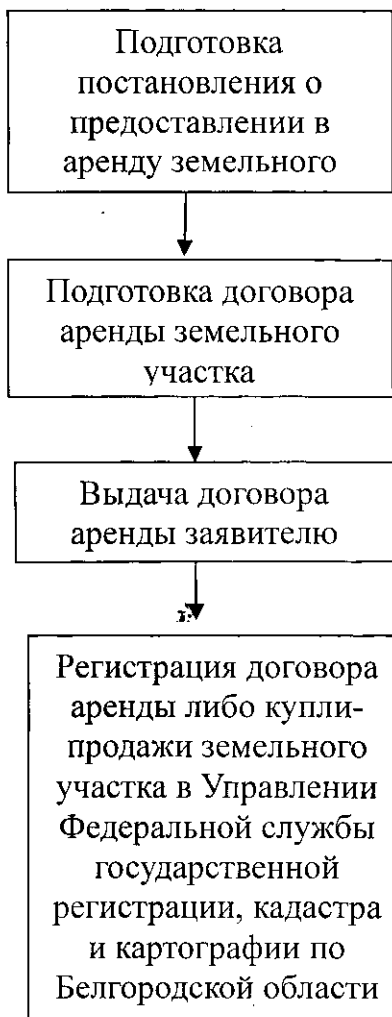 Подготовка
постановления о
предоставлении в
аренду земельного
Подготовка договора
аренды земельного
участка
Выдача договора
аренды заявителю
Регистрация договора
аренды либо купли-
продажи земельного
участка в Управлении
Федеральной службы
государственной
регистрации, кадастра
и картографии по
Белгородской области